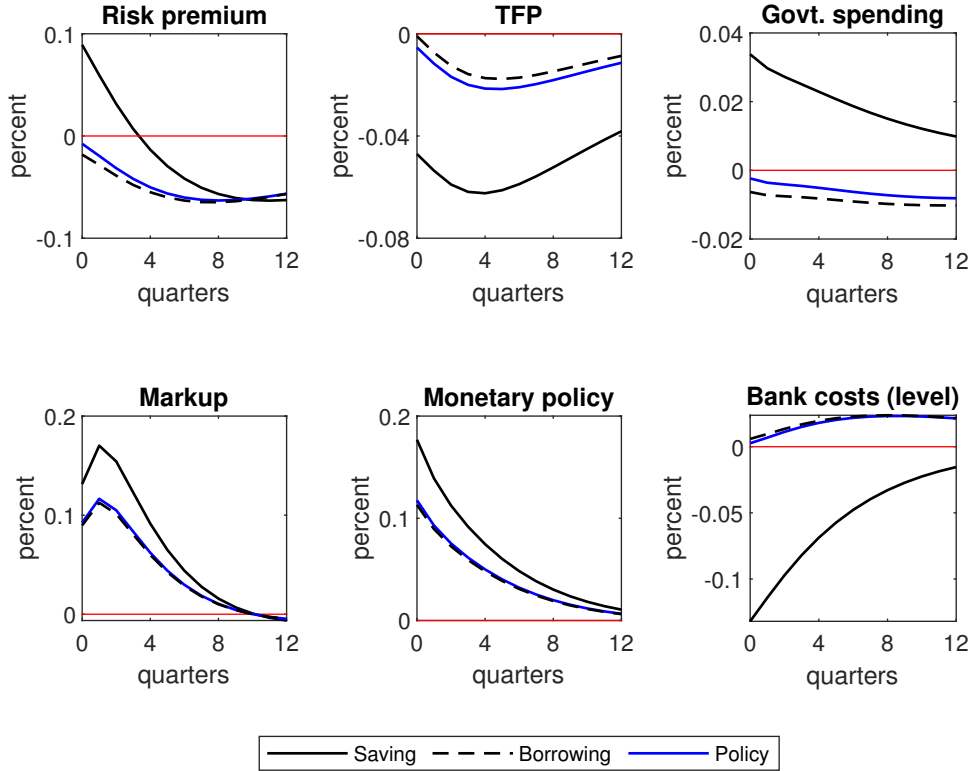 Risk premium
TFP
Govt. spending
percent
0.1
0
-0.1
0 4 8 12
quarters
percent
0
-0.04
-0.08
0 4 8 12
quarters
percent
0.04
0.02
0
-0.02
0 4 8 12
quarters
Markup
Monetary policy
Bank costs (level)
percent
0.2
0.1
0
0 4 8 12
quarters
percent
0.2
0.1
0
0 4 8 12
quarters
percent
0
-0.05
-0.1
0 4 8 12
quarters
Saving Borrowing Policy